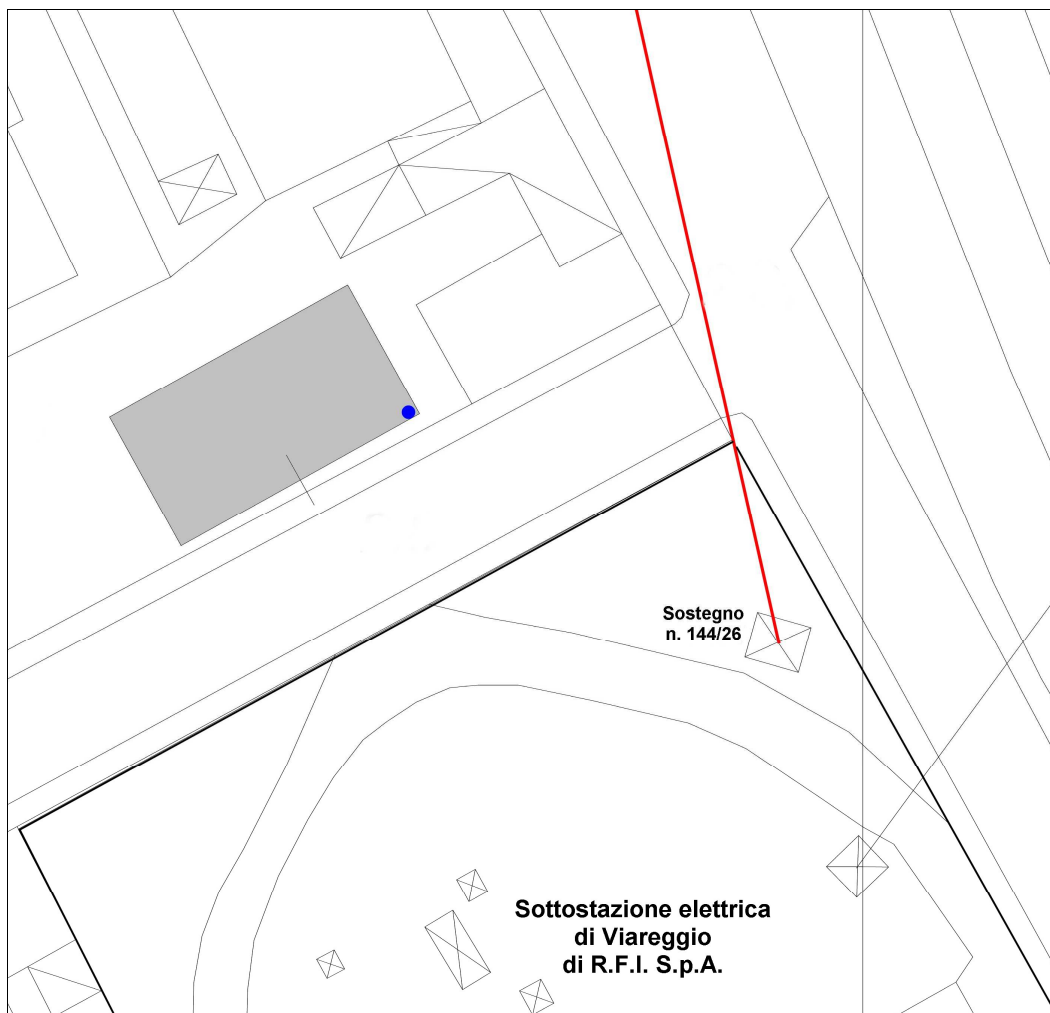 Sostegno
n. 144/26
Sottostazione elettrica
di Viareggio
di R.F.I. S.p.A.